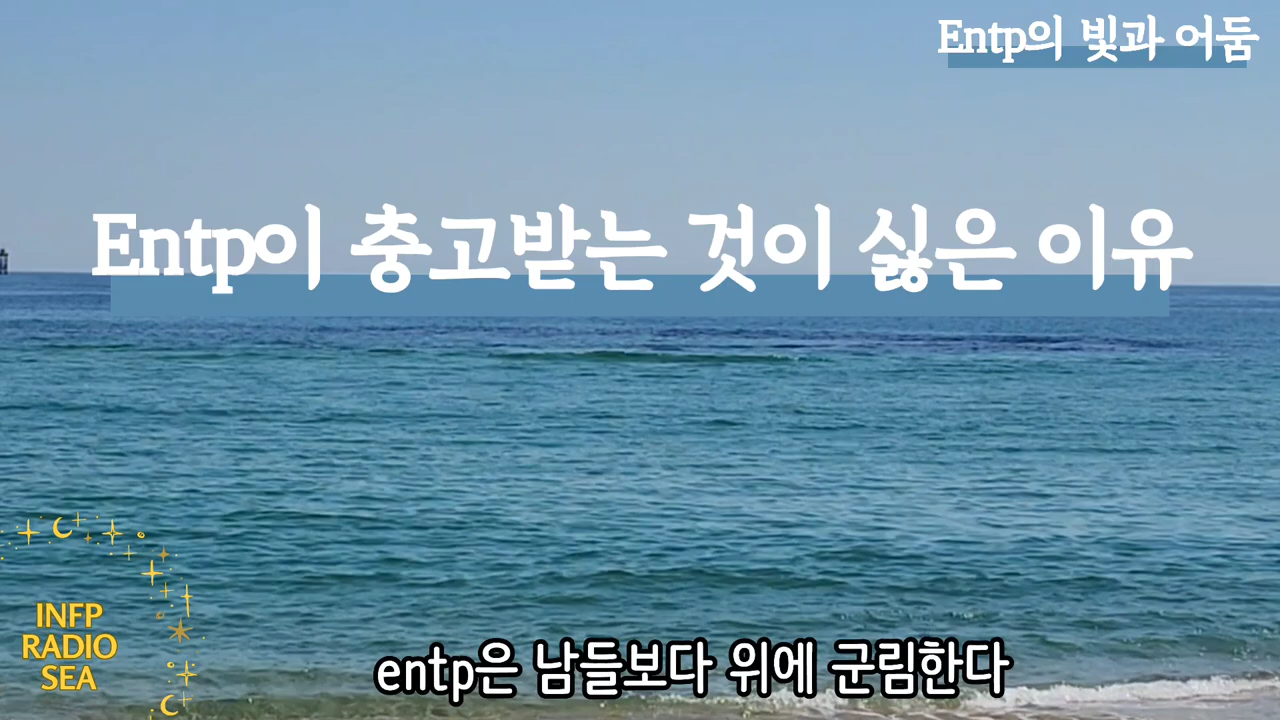 Entp의 빛과 어둠
Entp이 충고받는 것이 싫은 이유
INFP
RADIO
SEA
entp은 남들보다 위에 군림한다